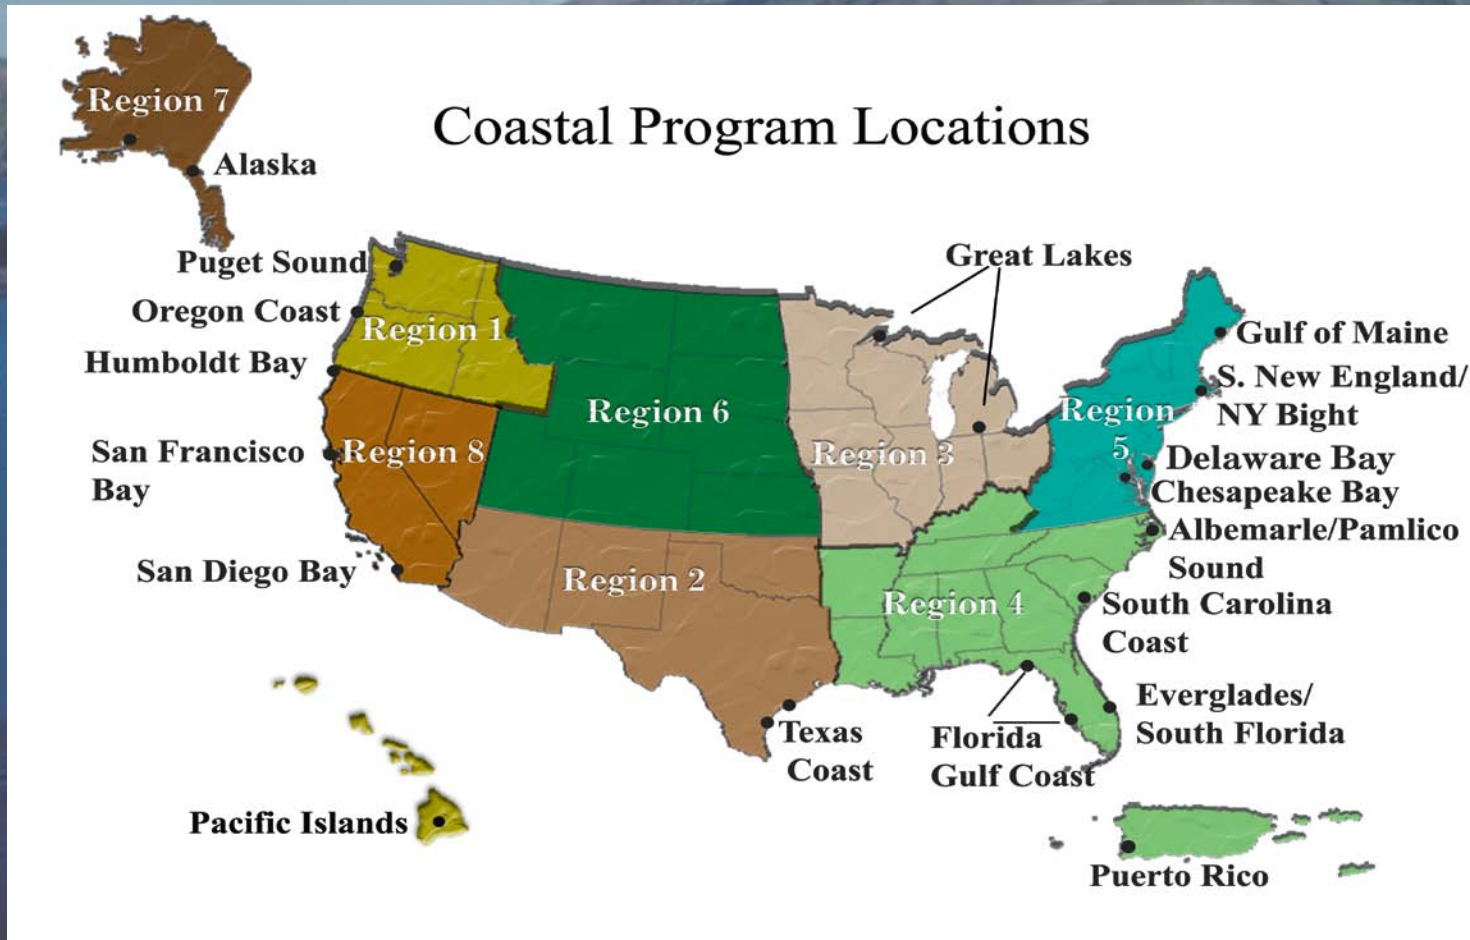 Region 7
Coastal Program Locations
Alaska
Puget Sound
Great Lakes
Oregon Coast
Region 1
Gulf of Maine
Humboldt Bay
S. New England/
NY Bight
Region 6
Region
5
San Francisco
Bay
Region 8
Region 3
Delaware Bay
Chesapeake Bay
Albemarle/Pamlico
Sound
San Diego Bay
Region 2
Region 4
South Carolina
Coast
Everglades/
South Florida
Texas
Coast
Florida
Gulf Coast
Pacific Islands
Puerto Rico